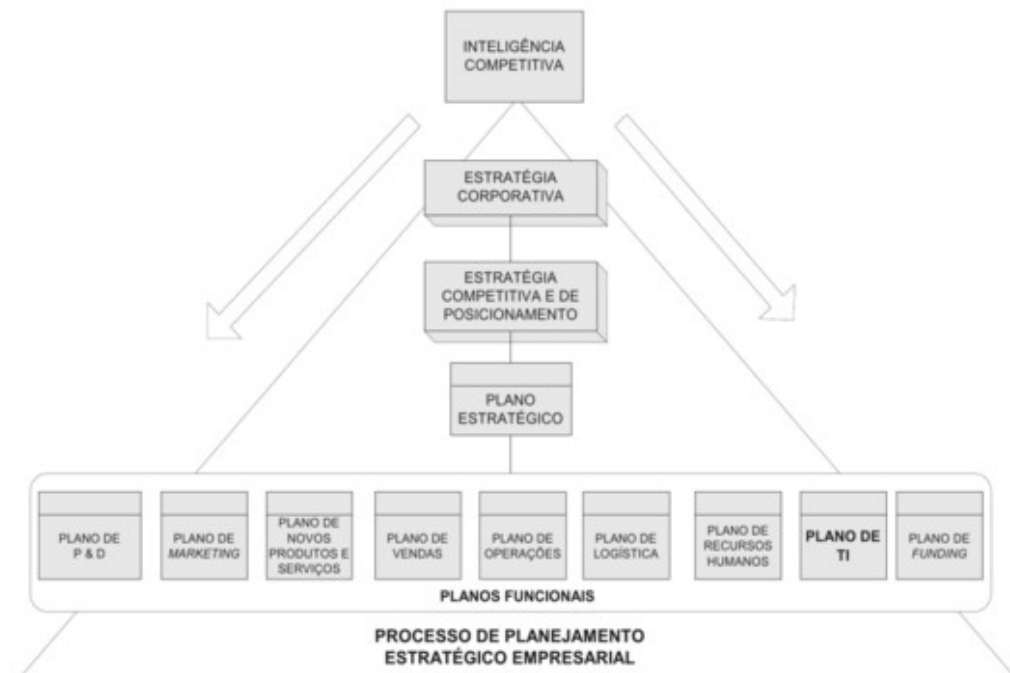 INTELIGÊNCIA
COMPETITIVA
ESTRATÉGIA
CORPORATIVA
ESTRATÉGIA
COMPETITIVA E DE
POSICIONAMENTO
PLANO
ESTRATÉGICO
PLANO DE
P & D
PLANO DE
MARKETING
PLANO DE
NOVOS
PRODUTOS E
SERVIÇOS
PLANO DE
VENDAS
PLANO DE
OPERAÇÕES
PLANO DE
LOGÍSTICA
PLANO DE
RECURSOS
HUMANOS
PLANO DE
TI
PLANO DE
FUNDING
PLANOS FUNCIONAIS
PROCESSO DE PLANEJAMENTO
ESTRATÉGICO EMPRESARIAL